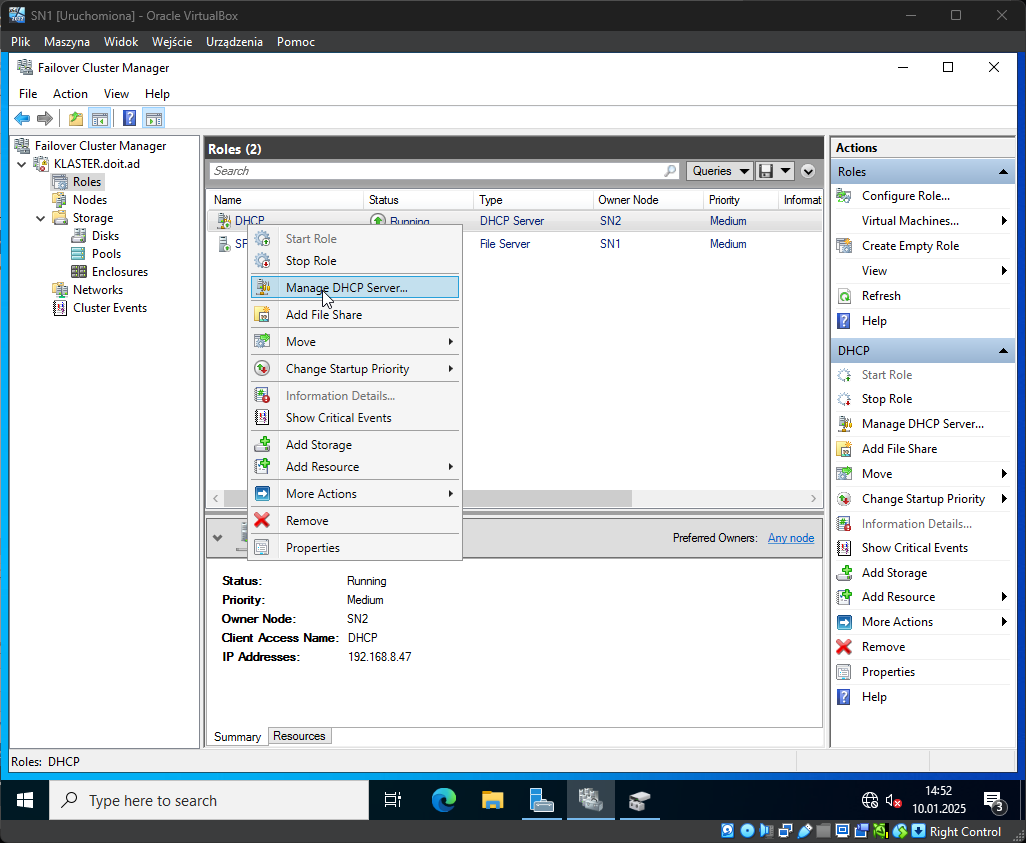 SN1 [Uruchomiona] - Oracle VirtualBox
Plik Maszyna Widok Wejście Urządzenia Pomoc
Failover Cluster Manager
File Action View Help
Failover Cluster Manager
KLASTER.doit.ad
Roles
Nodes
Storage
Disks
Pools
Enclosures
Networks
Cluster Events
Roles (2)
Search
Queries
Name Status Type Owner Node Priority Informat
DHCP Running DHCP Server SN2 Medium
File Server SN1 Medium
Start Role
Stop Role
Manage DHCP Server...
Add File Share
Move
Change Startup Priority
Information Details...
Show Critical Events
Add Storage
Add Resource
More Actions
Remove
Properties
Preferred Owners: Any node
Status: Running
Priority: Medium
Owner Node: SN2
Client Access Name: DHCP
IP Addresses: 192.168.8.47
Summary Resources
Actions
Roles
Configure Role...
Virtual Machines...
Create Empty Role
View
Refresh
Help
DHCP
Start Role
Stop Role
Manage DHCP Server...
Add File Share
Move
Change Startup Priority
Information Details...
Show Critical Events
Add Storage
Add Resource
More Actions
Remove
Properties
Help
Roles: DHCP
Type here to search
14:52
10.01.2025
3
Right Control